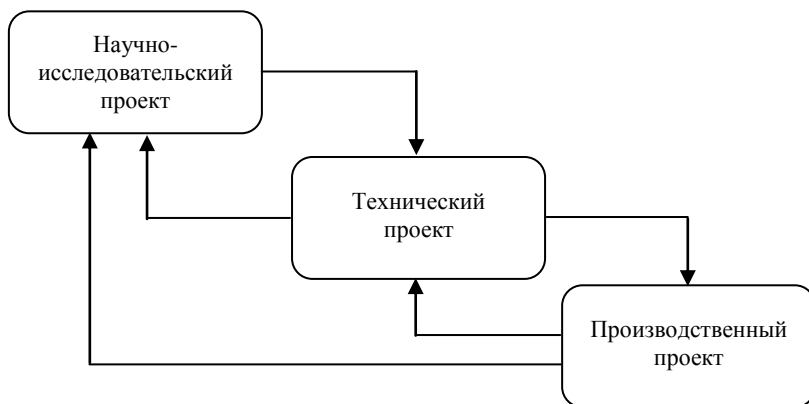 Научно-
исследовательский
проект
Технический
проект
Производственный
проект